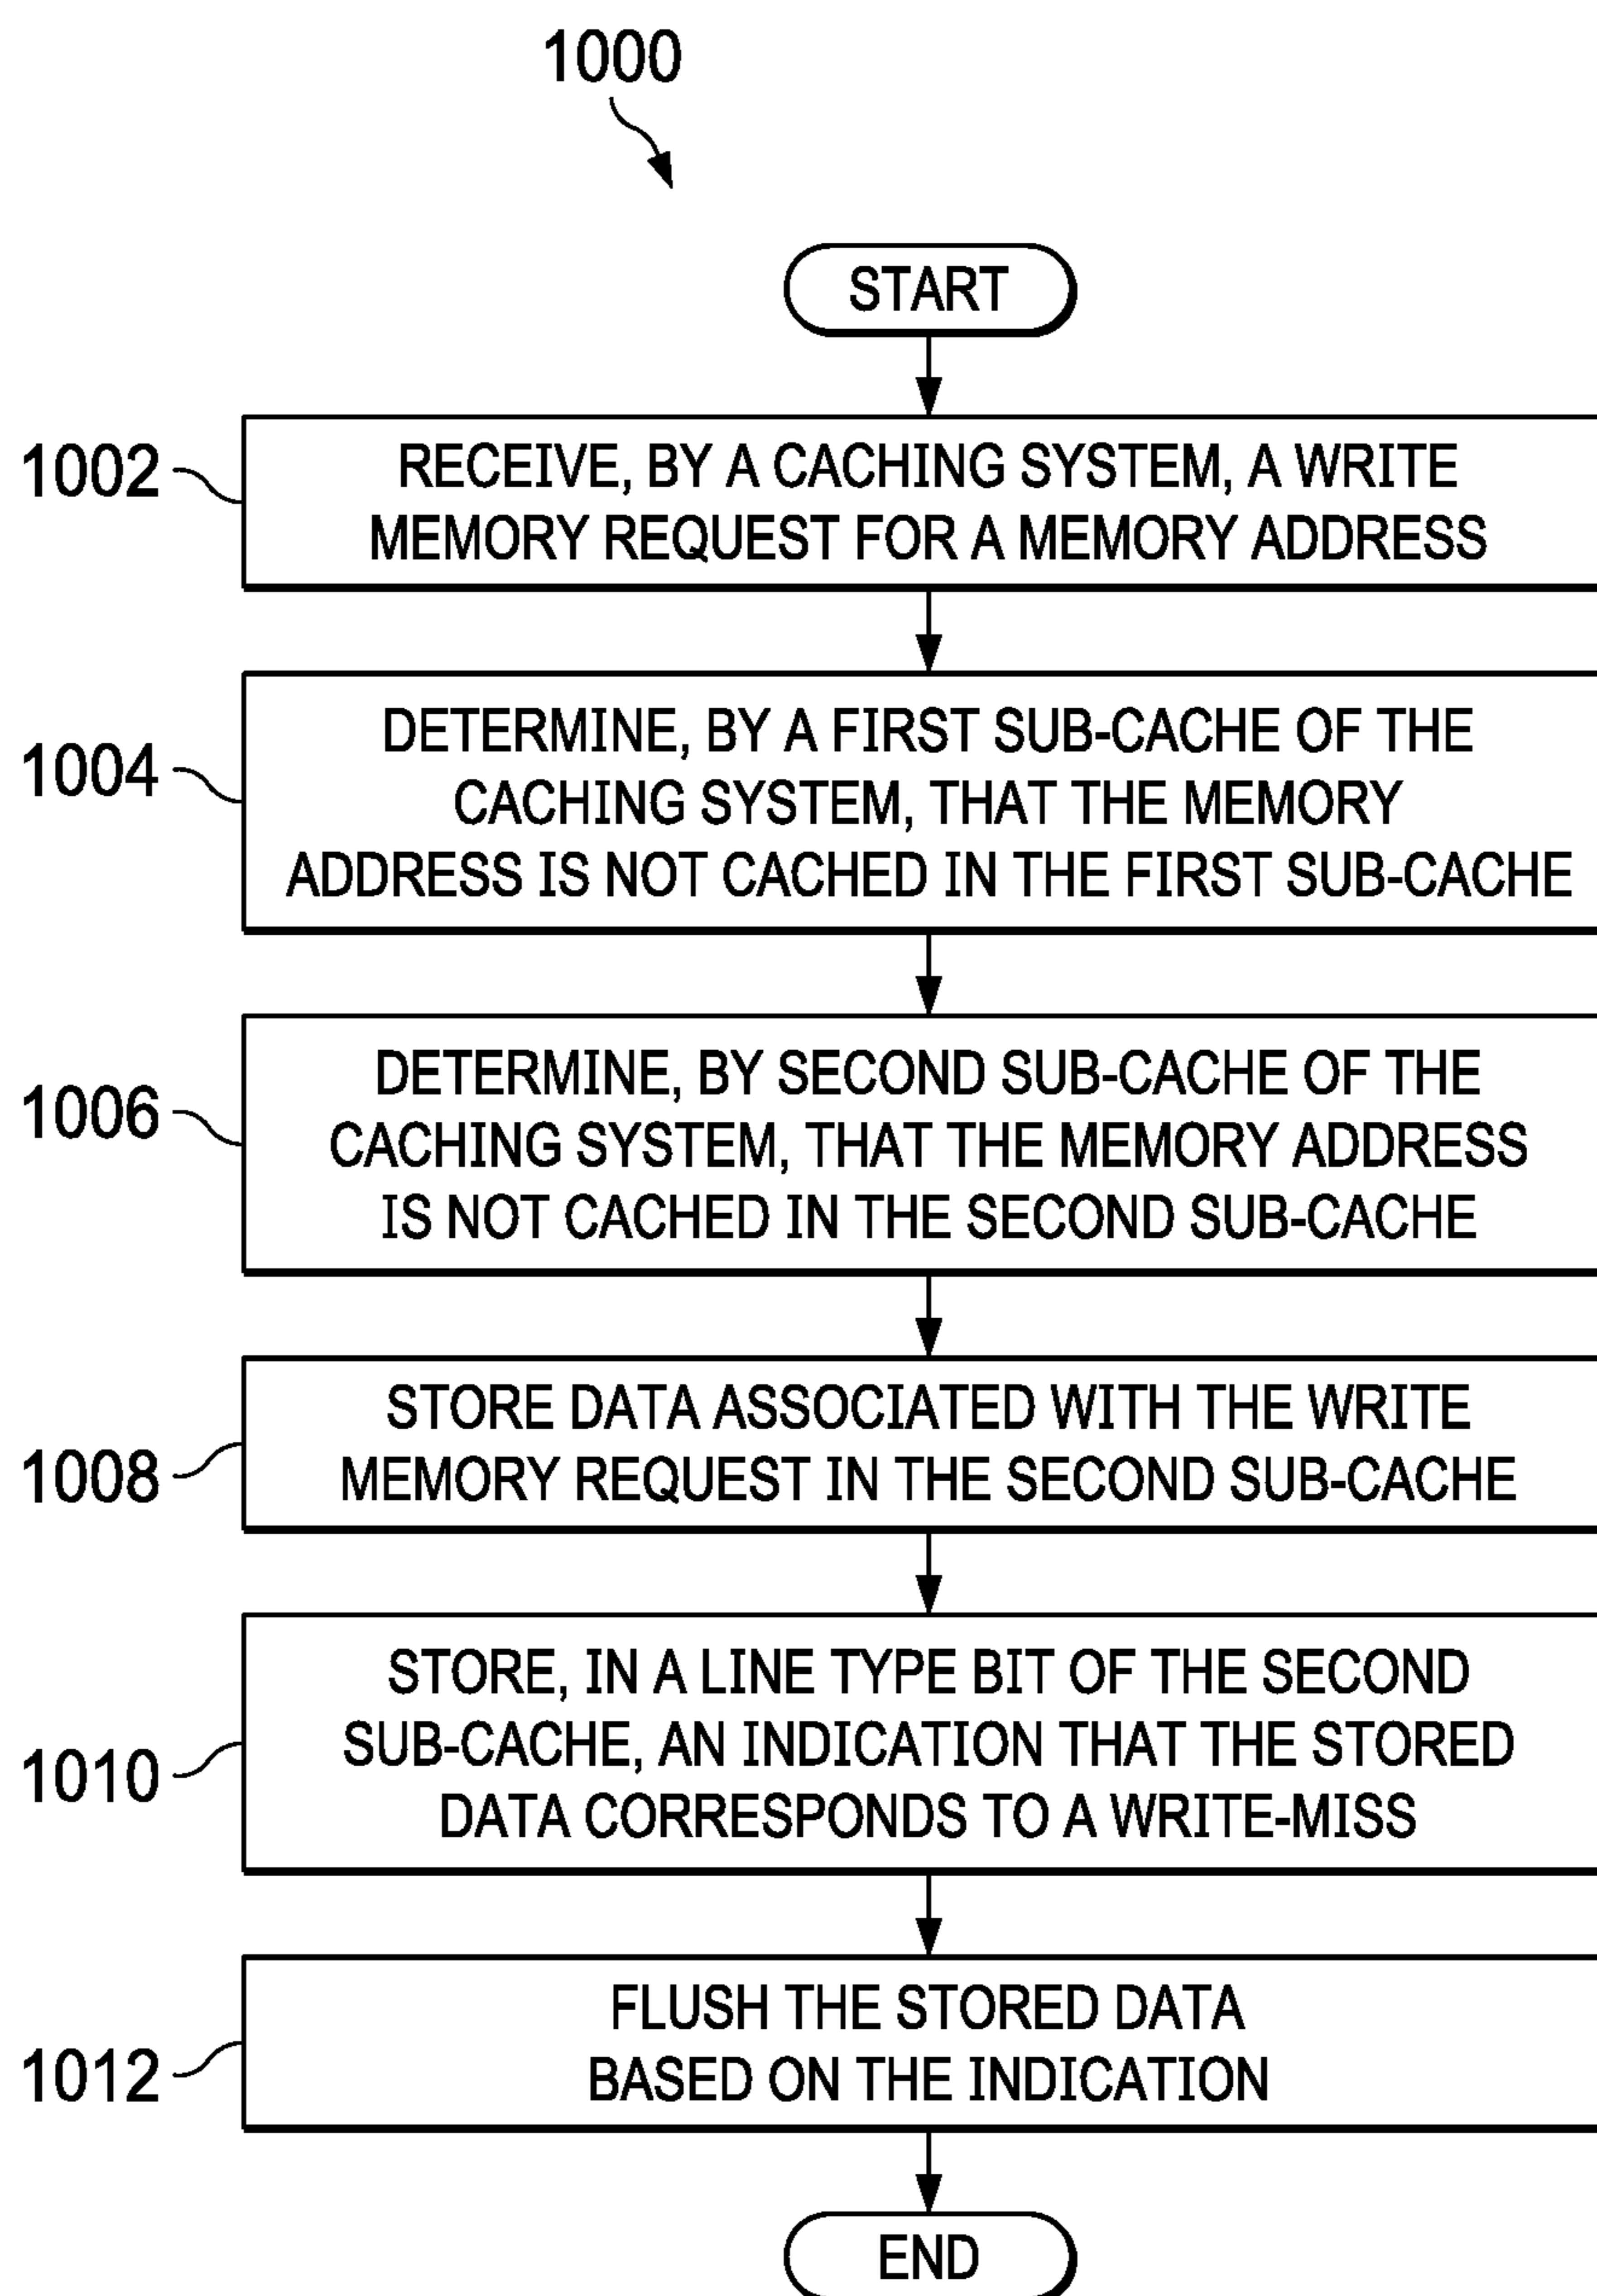 1000
START
1002
RECEIVE, BY A CACHING SYSTEM, A WRITE
MEMORY REQUEST FOR A MEMORY ADDRESS
1004
DETERMINE, BY A FIRST SUB-CACHE OF THE
CACHING SYSTEM, THAT THE MEMORY
ADDRESS IS NOT CACHED IN THE FIRST SUB-CACHE
1006
DETERMINE, BY SECOND SUB-CACHE OF THE
CACHING SYSTEM, THAT THE MEMORY ADDRESS
IS NOT CACHED IN THE SECOND SUB-CACHE
1008
STORE DATA ASSOCIATED WITH THE WRITE
MEMORY REQUEST IN THE SECOND SUB-CACHE
1010
STORE, IN A LINE TYPE BIT OF THE SECOND
SUB-CACHE, AN INDICATION THAT THE STORED
DATA CORRESPONDS TO A WRITE-MISS
1012
FLUSH THE STORED DATA
BASED ON THE INDICATION
END